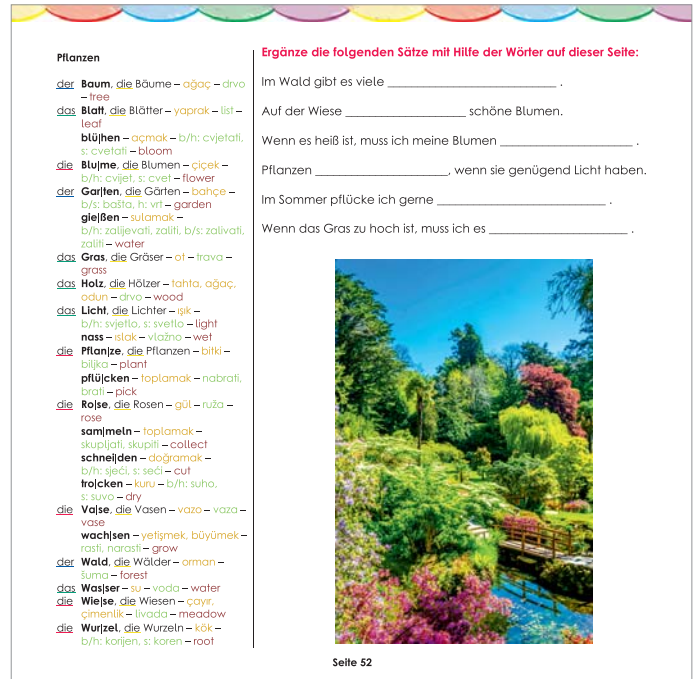 Pflanzen
der Baum, die Bäume – ağaç – drvo
– tree
das Blatt, die Blätter – yaprak – list –
leaf
blü|hen – açmak – b/h: cvjetati,
s: cvetati – bloom
die Blu|me, die Blumen – çiçek –
b/h: cvijet, s: cvet – flower
der Gar|ten, die Gärten – bahçe –
b/s: bašta, h: vrt – garden
gie|ßen – sulamak –
b/h: zalijevati, zaliti, b/s: zalivati,
zaliti – water
das Gras, die Gräser – ot – trava –
grass
das Holz, die Hölzer – tahta, ağaç,
odun – drvo – wood
das Licht, die Lichter – ışık –
b/h: svjetlo, s: svetlo – light
nass – ıslak – vlažno – wet
die Pflan|ze, die Pflanzen – bitki –
biljka – plant
pflü|cken – toplamak – nabrati,
brati – pick
die Ro|se, die Rosen – gül – ruža –
rose
sam|meln – toplamak –
skupljati, skupiti – collect
schnei|den – doğramak –
b/h: sjeći, s: seći – cut
tro|cken – kuru – b/h: suho,
s: suvo – dry
die Va|se, die Vasen – vazo – vaza –
vase
wach|sen – yetişmek, büyümek –
rasti, narasti – grow
der Wald, die Wälder – orman –
šuma – forest
das Was|ser – su – voda – water
die Wie|se, die Wiesen – çayır,
çimenlik – livada – meadow
die Wur|zel, die Wurzeln – kök –
b/h: korijen, s: koren – root
Ergänze die folgenden Sätze mit Hilfe der Wörter auf dieser Seite:
Im Wald gibt es viele ____________________________ .
Auf der Wiese ____________________ schöne Blumen.
Wenn es heiß ist, muss ich meine Blumen ______________________ .
Pflanzen ______________________, wenn sie genügend Licht haben.
Im Sommer pflücke ich gerne ____________________________ .
Wenn das Gras zu hoch ist, muss ich es _______________________ .
Seite 52